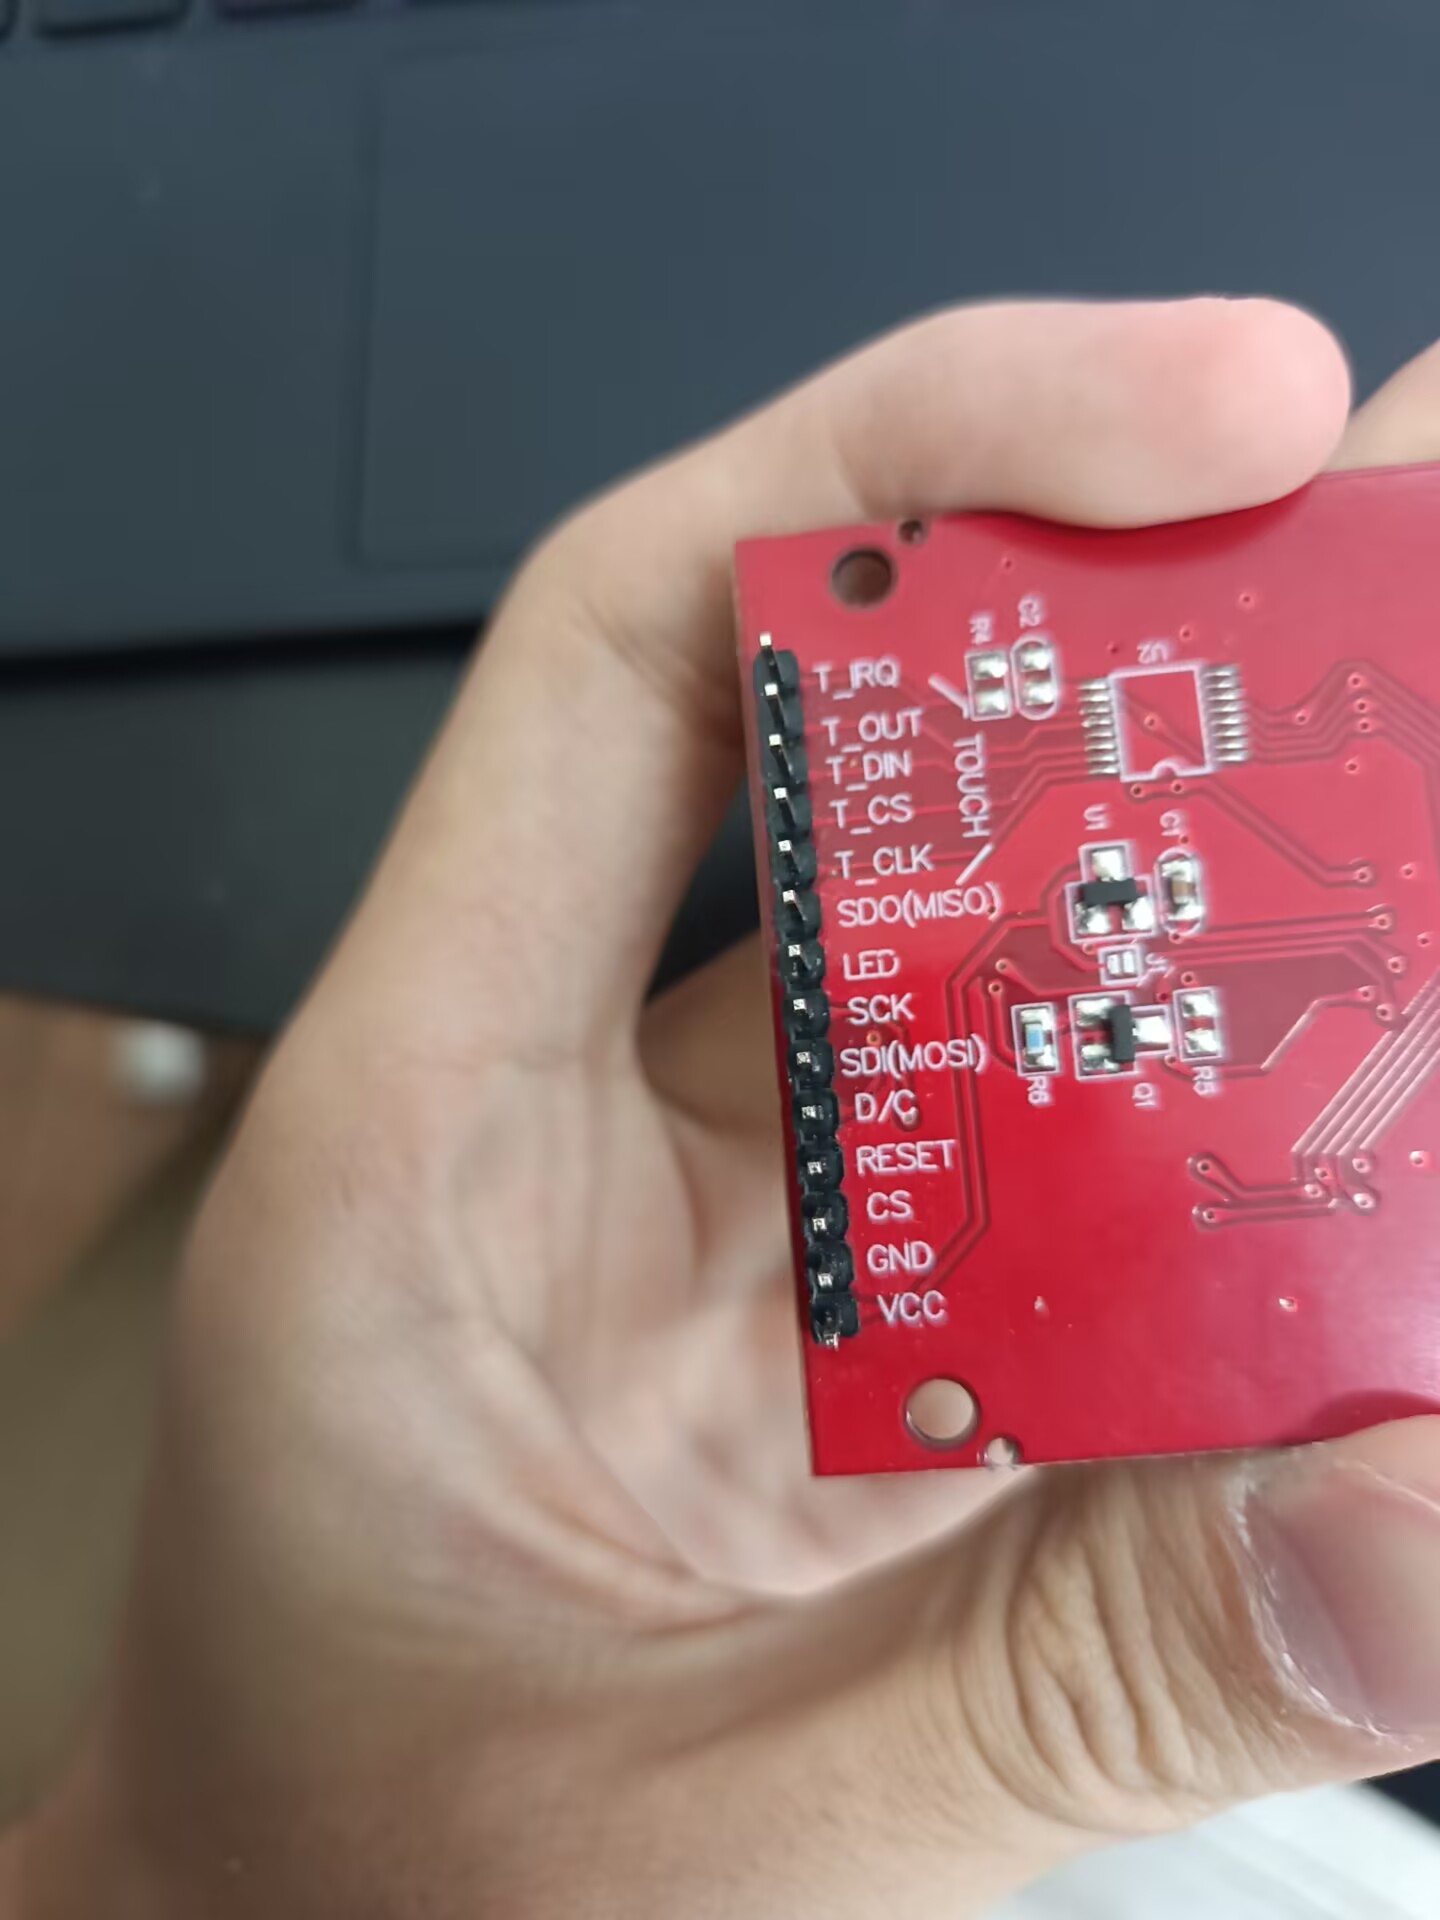 T_IRQ
T_OUT
T_DIN
T_CS
T_CLK
SDO(MISO)
LED
SCK
SDI(MOSI)
D/C
RESET
CS
GND
VCC
TOUCH
R4
C2
U2
U1
C1
J1
R6
Q1
R5